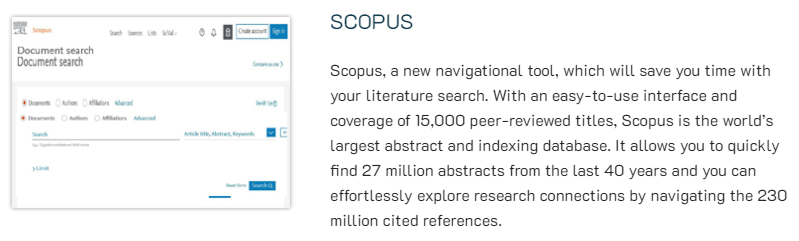 Scopus
Search Sources Lists SciVal
Create account Sign in
Document search
Document search
Compare sources
Documents Authors Affiliations Advanced
Search tips
Documents Authors Affiliations Advanced
Search
Article title, Abstract, Keywords
Limit
Reset form Search
SCOPUS
Scopus, a new navigational tool, which will save you time with
your literature search. With an easy-to-use interface and
coverage of 15,000 peer-reviewed titles, Scopus is the world's
largest abstract and indexing database. It allows you to quickly
find 27 million abstracts from the last 40 years and you can
effortlessly explore research connections by navigating the 230
million cited references.